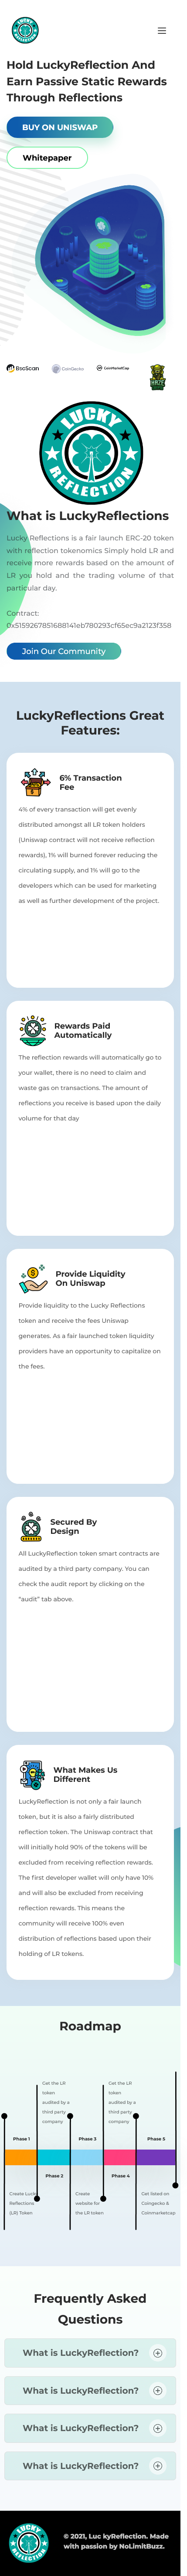 LUCKY
REFLECTION
Hold LuckyReflection And
Earn Passive Static Rewards
Through Reflections
BUY ON UNISWAP
Whitepaper
BscScan
CoinGecko
CoinMarketCap
LUCKY
REFLECTION
What is LuckyReflections
Lucky Reflections is a fair launch ERC-20 token
with reflection tokenomics Simply hold LR and
receive more rewards based on the amount of
LR you hold and the trading volume of that
particular day.
Contract:
0x5159267851688141eb780293cf65ec9a2123f358
Join Our Community
LuckyReflections Great
Features:
6% Transaction
Fee
4% of every transaction will get evenly
distributed amongst all LR token holders
(Uniswap contract will not receive reflection
rewards), 1% will burned forever reducing the
circulating supply, and 1% will go to the
developers which can be used for marketing
as well as further development of the project.
Rewards Paid
Automatically
The reflection rewards will automatically go to
your wallet, there is no need to claim and
waste gas on transactions. The amount of
reflections you receive is based upon the daily
volume for that day
Provide Liquidity
On Uniswap
Provide liquidity to the Lucky Reflections
token and receive the fees Uniswap
generates. As a fair launched token liquidity
providers have an opportunity to capitalize on
the fees.
Secured By
Design
All LuckyReflection token smart contracts are
audited by a third party company. You can
check the audit report by clicking on the
“audit” tab above.
What Makes Us
Different
LuckyReflection is not only a fair launch
token, but it is also a fairly distributed
reflection token. The Uniswap contract that
will initially hold 90% of the tokens will be
excluded from receiving reflection rewards.
The first developer wallet will only have 10%
and will also be excluded from receiving
reflection rewards. This means the
community will receive 100% even
distribution of reflections based upon their
holding of LR tokens.
Roadmap
Phase 1
Create Lucky
Reflections
(LR) Token
Get the LR
token
audited by a
third party
company
Phase 2
Phase 3
Create
website for
the LR token
Get the LR
token
audited by a
third party
company
Phase 4
Phase 5
Get listed on
Coingecko &
Coinmarketcap
Frequently Asked
Questions
What is LuckyReflection?
What is LuckyReflection?
What is LuckyReflection?
What is LuckyReflection?
LUCKY
REFLECTION
© 2021, Luc kyReflection. Made
with passion by NoLimitBuzz.